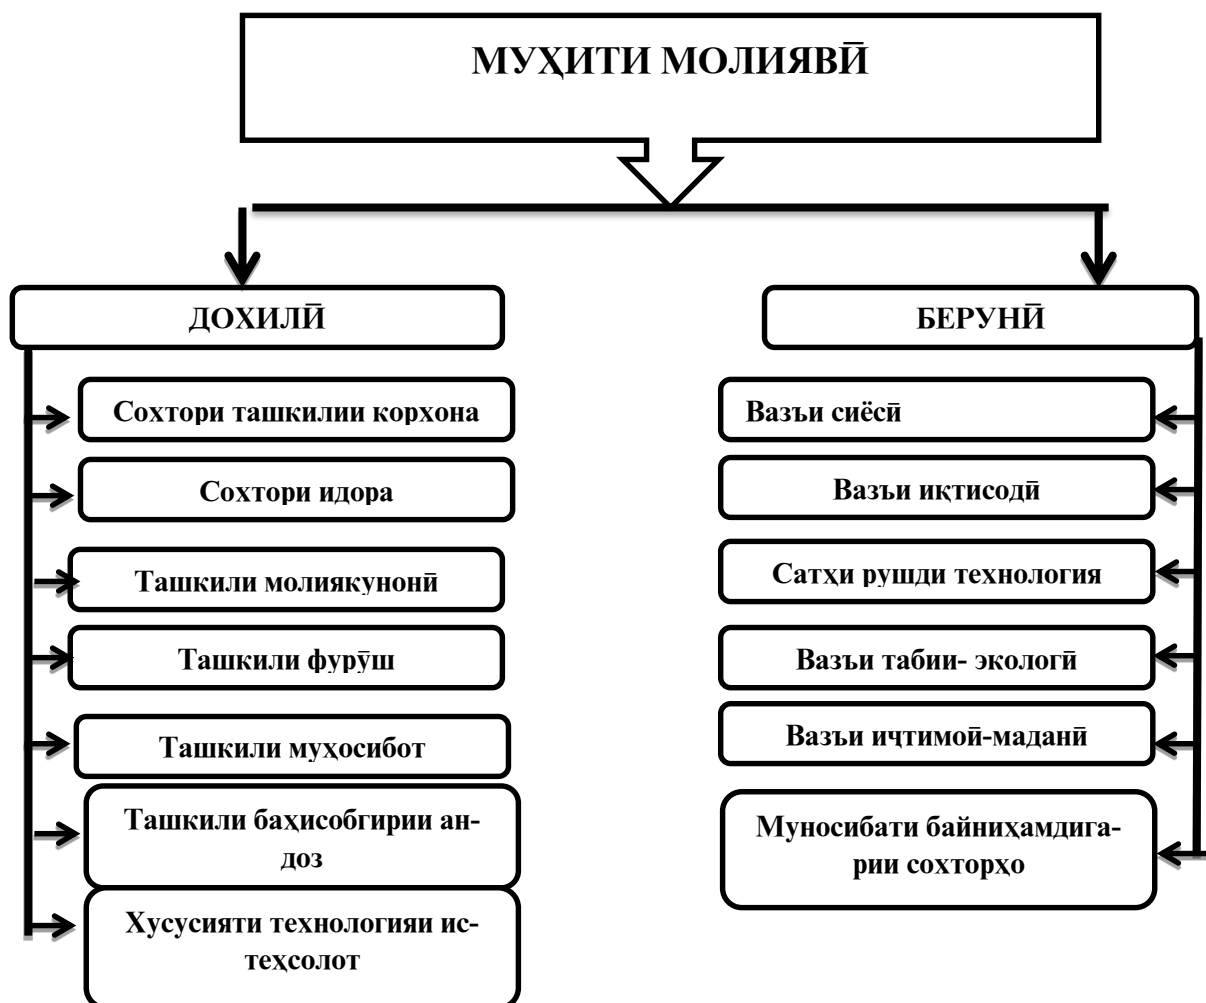 МУҲИТИ МОЛИЯВӢ
ДОХИЛӢ
Сохтори ташкилии корхона
Сохтори идора
Ташкили молиякунонӣ
Ташкили фурӯш
Ташкили муҳосибот
Ташкили баҳисобгирии ан-
доз
Хусусияти технологияи ис-
теҳсолот
БЕРУНӢ
Вазъи сиёсӣ
Вазъи иқтисодӣ
Сатҳи рушди технология
Вазъи табии- экологӣ
Вазъи иҷтимоӣ-маданӣ
Муносибати байниҳамдига-
рии сохторҳо